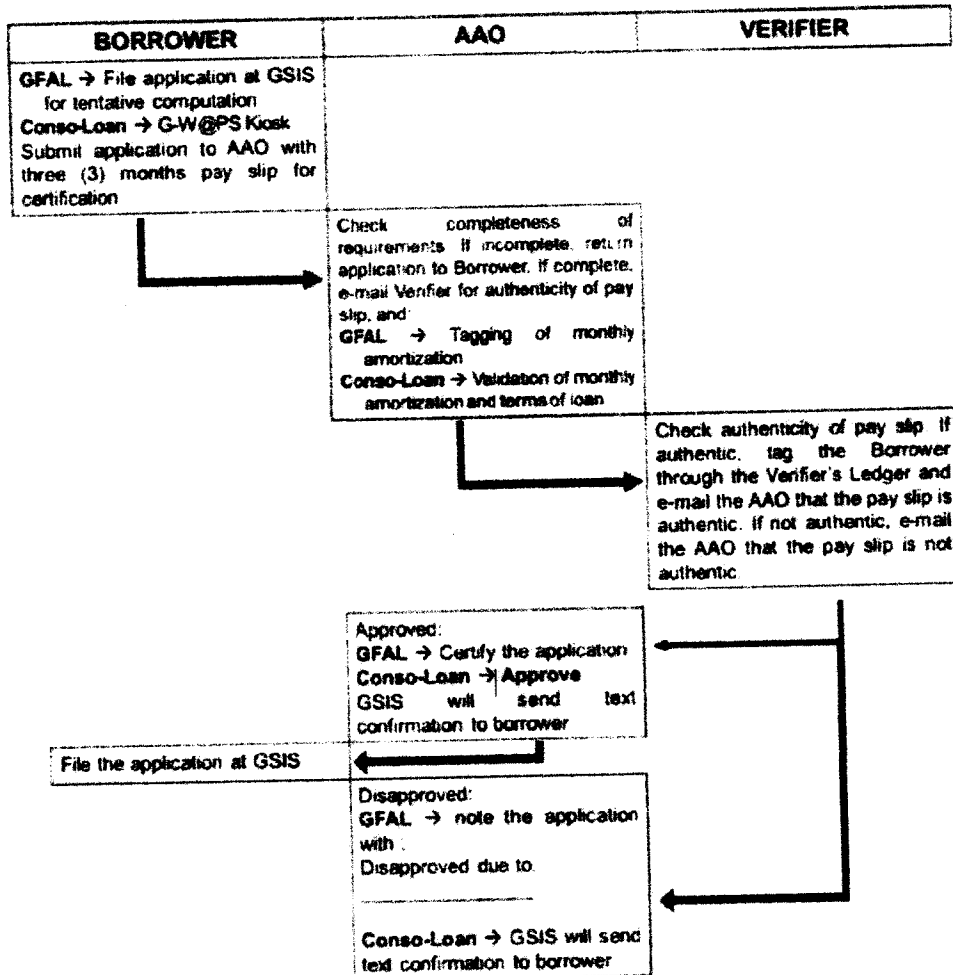 BORROWER
AAO
VERIFIER
GFAL → File application at GSIS
for tentative computation
Conso-Loan → G-W@PS Kiosk
Submit application to AAO with
three (3) months pay slip for
certification
Check completeness of
requirements. If incomplete, return
application to Borrower. If complete,
e-mail Verifier for authenticity of pay
slip, and:
GFAL → Tagging of monthly
amortization
Conso-Loan → Validation of monthly
amortization and terms of loan
Check authenticity of pay slip. If
authentic, tag the Borrower
through the Verifier's Ledger and
e-mail the AAO that the pay slip is
authentic. If not authentic, e-mail
the AAO that the pay slip is not
authentic
Approved:
GFAL → Certify the application
Conso-Loan → Approve
GSIS will send text
confirmation to borrower
File the application at GSIS
Disapproved:
GFAL → note the application
with :
Disapproved due to
Conso-Loan → GSIS will send
text confirmation to borrower